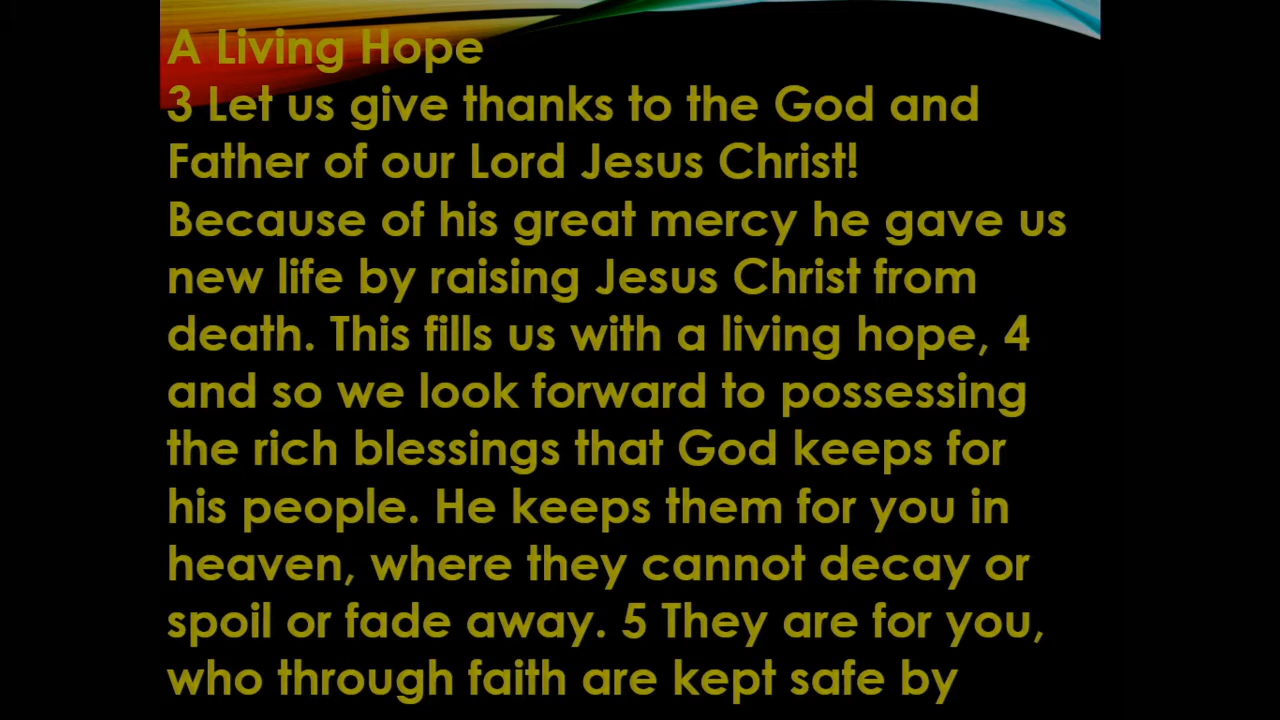 A Living Hope
3 Let us give thanks to the God and
Father of our Lord Jesus Christ!
Because of his great mercy he gave us
new life by raising Jesus Christ from
death. This fills us with a living hope, 4
and so we look forward to possessing
the rich blessings that God keeps for
his people. He keeps them for you in
heaven, where they cannot decay or
spoil or fade away. 5 They are for you,
who through faith are kept safe by